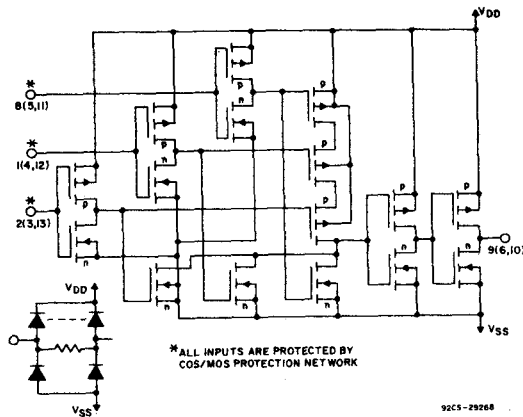 VDD
*
8(5,11)
p
n
p
*
1(4,12)
p
n
p
*
2(3,13)
p
n
p
p
p
n
n
n
n
n
9(6,10)
VDD
VSS
VSS
*ALL INPUTS ARE PROTECTED BY
COS/MOS PROTECTION NETWORK
92CS-29268